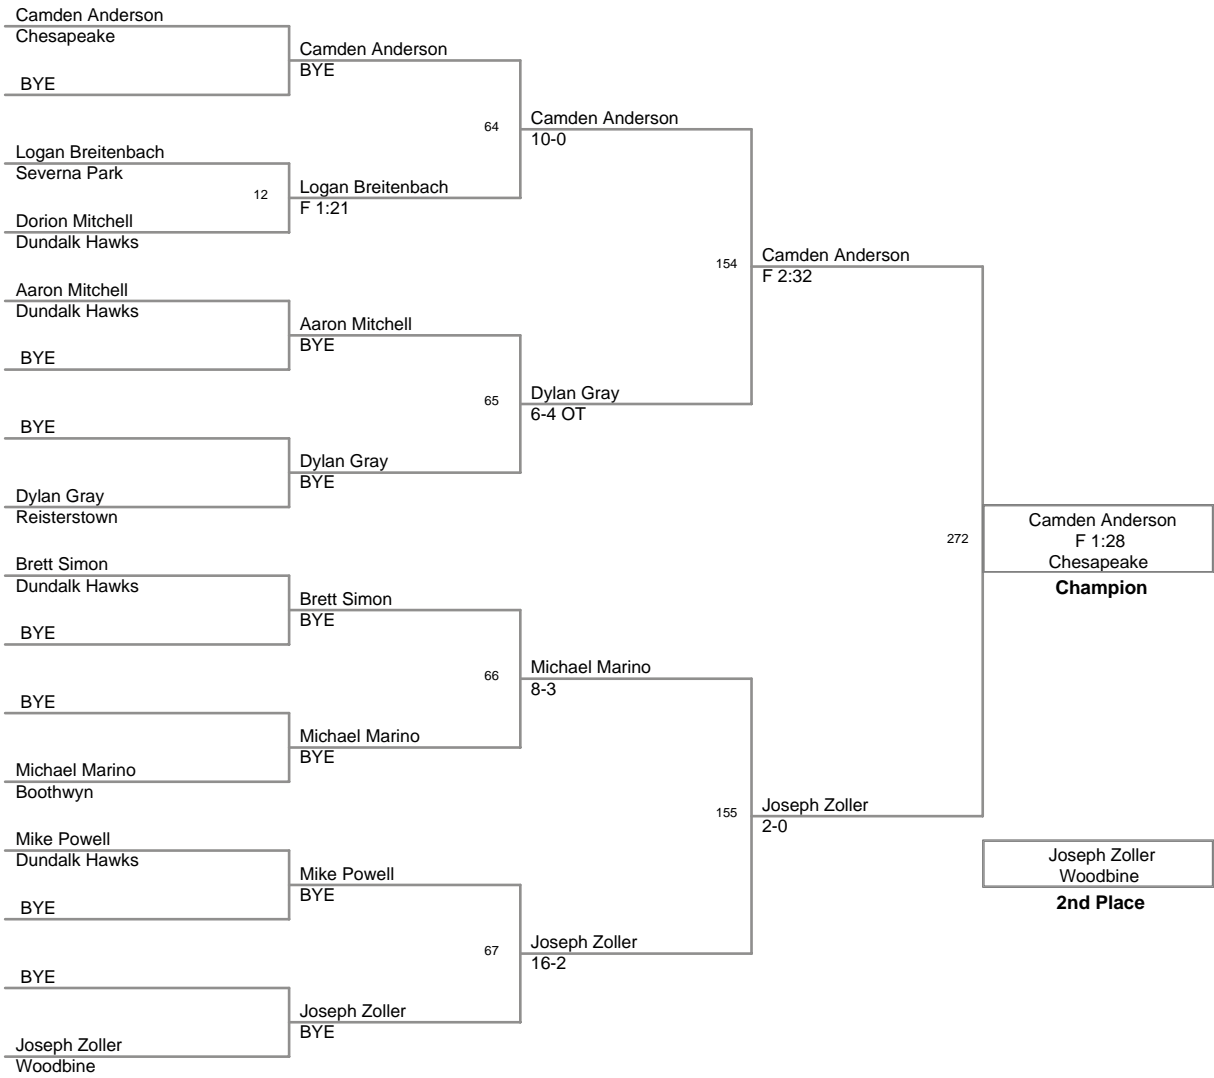 Camden Anderson
Chesapeake
BYE
Camden Anderson
BYE
64
Camden Anderson
10-0
Logan Breitenbach
Severna Park
12
Logan Breitenbach
F 1:21
Dorion Mitchell
Dundalk Hawks
154
Camden Anderson
F 2:32
Aaron Mitchell
Dundalk Hawks
Aaron Mitchell
BYE
BYE
65
Dylan Gray
6-4 OT
BYE
Dylan Gray
BYE
Dylan Gray
Reisterstown
272
Camden Anderson
F 1:28
Chesapeake
Champion
Brett Simon
Dundalk Hawks
Brett Simon
BYE
BYE
66
Michael Marino
8-3
BYE
Michael Marino
BYE
Michael Marino
Boothwyn
155
Joseph Zoller
2-0
Mike Powell
Dundalk Hawks
Mike Powell
BYE
BYE
Joseph Zoller
Woodbine
2nd Place
67
Joseph Zoller
16-2
BYE
Joseph Zoller
BYE
Joseph Zoller
Woodbine